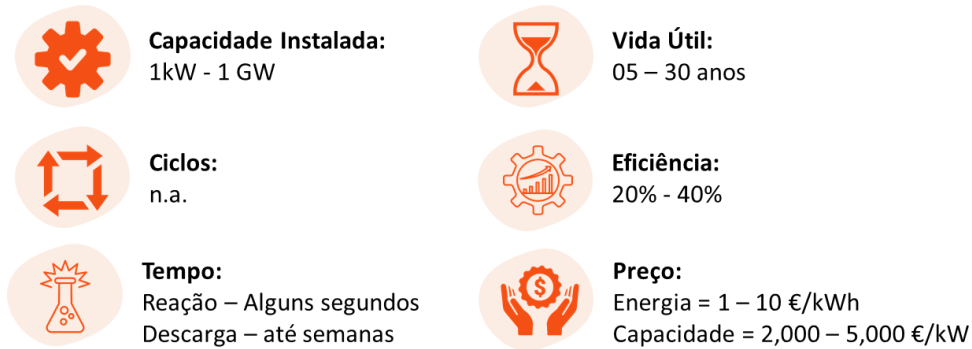 Capacidade Instalada:
1kW - 1 GW
Vida Útil:
05 – 30 anos
Ciclos:
n.a.
Eficiência:
20% - 40%
Tempo:
Reação – Alguns segundos
Descarga – até semanas
Preço:
Energia = 1 – 10 €/kWh
Capacidade = 2,000 – 5,000 €/kW